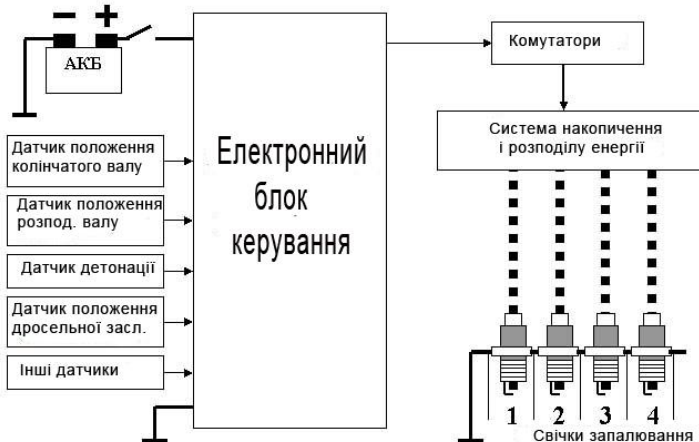 − +
АКБ
Датчик положення
колінчатого валу
Датчик положення
розпод. валу
Датчик детонації
Датчик положення
дросельної засл.
Інші датчики
Електронний
блок
керування
Комутатори
Система накопичення
і розподілу енергії
1 2 3 4
Свічки запалювання